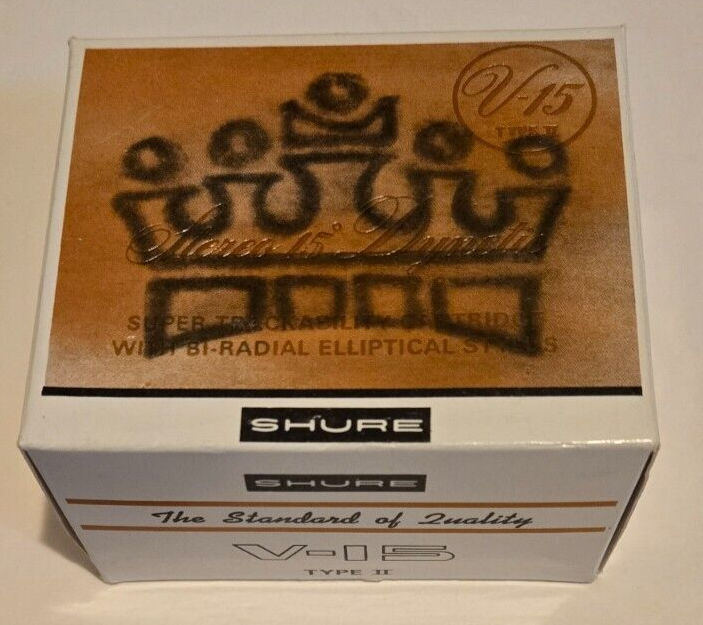 V-15
TYPE II
Stereo 15° Dynetic
SUPER TRACKABILITY CARTRIDGE
WITH BI-RADIAL ELLIPTICAL STYLUS
SHURE
SHURE
The Standard of Quality
V-15
TYPE II